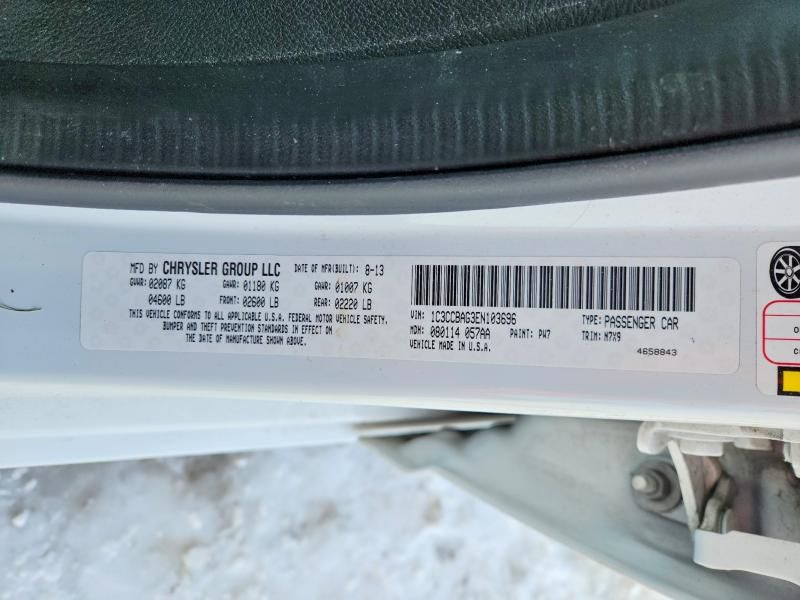 MFD BY CHRYSLER GROUP LLC DATE OF MFR(BUILT): 8-13
GVWR: 02087 KG GAWR: 01180 KG GAWR: 01007 KG
04600 LB FRONT: 02600 LB REAR: 02220 LB
THIS VEHICLE CONFORMS TO ALL APPLICABLE U.S.A. FEDERAL MOTOR VEHICLE SAFETY,
BUMPER AND THEFT PREVENTION STANDARDS IN EFFECT ON
THE DATE OF MANUFACTURE SHOWN ABOVE.
VIN: 1C3CCBAG3EN103696 TYPE: PASSENGER CAR
MDH: 080114 057AA PAINT: PW7 TRIM: N7X9
VEHICLE MADE IN U.S.A. 4658843